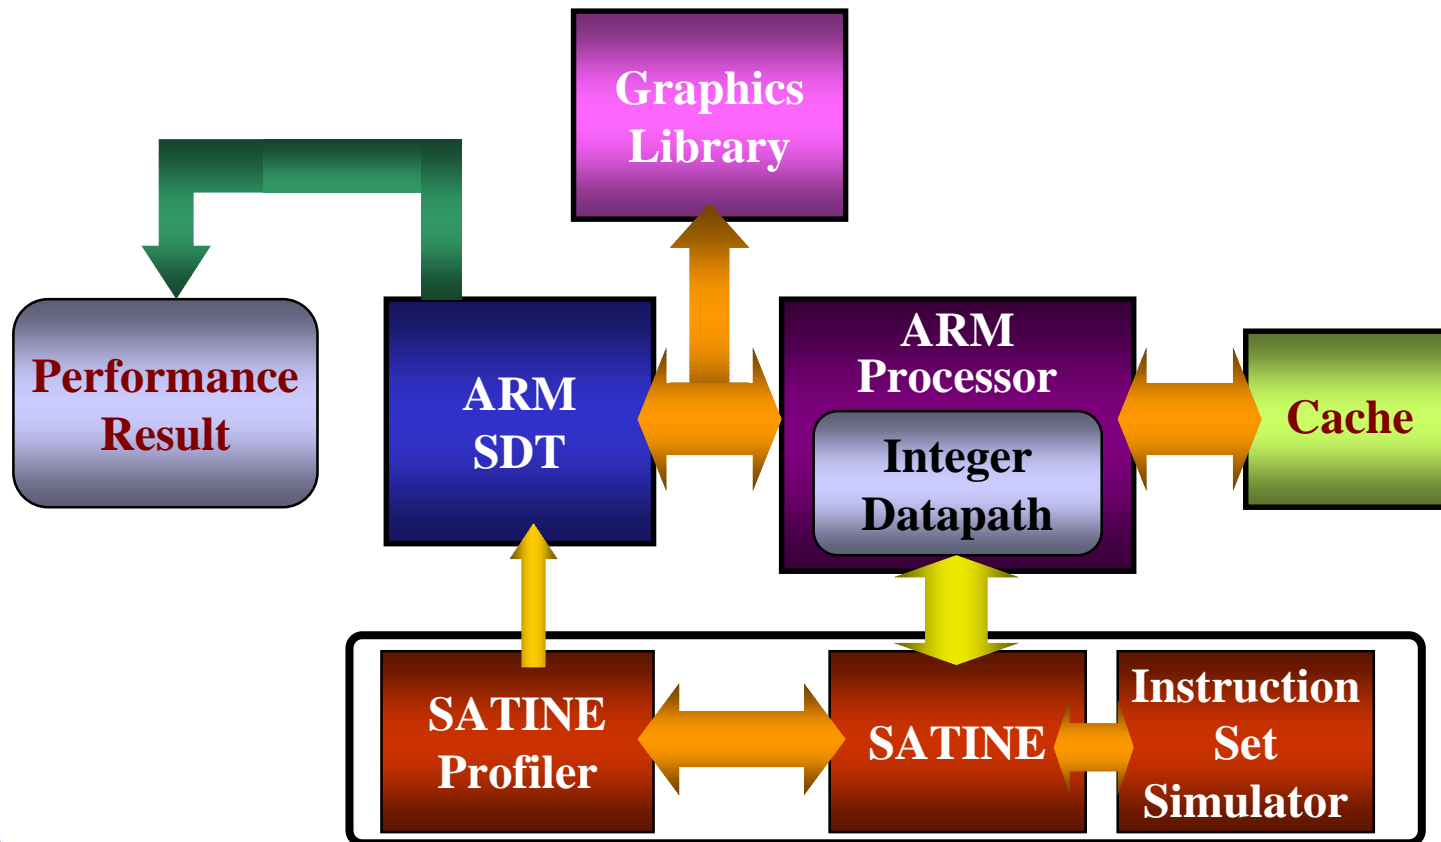 Graphics
Library
Performance
Result
ARM
SDT
ARM
Processor
Integer
Datapath
Cache
SATINE
Profiler
SATINE
Instruction
Set
Simulator